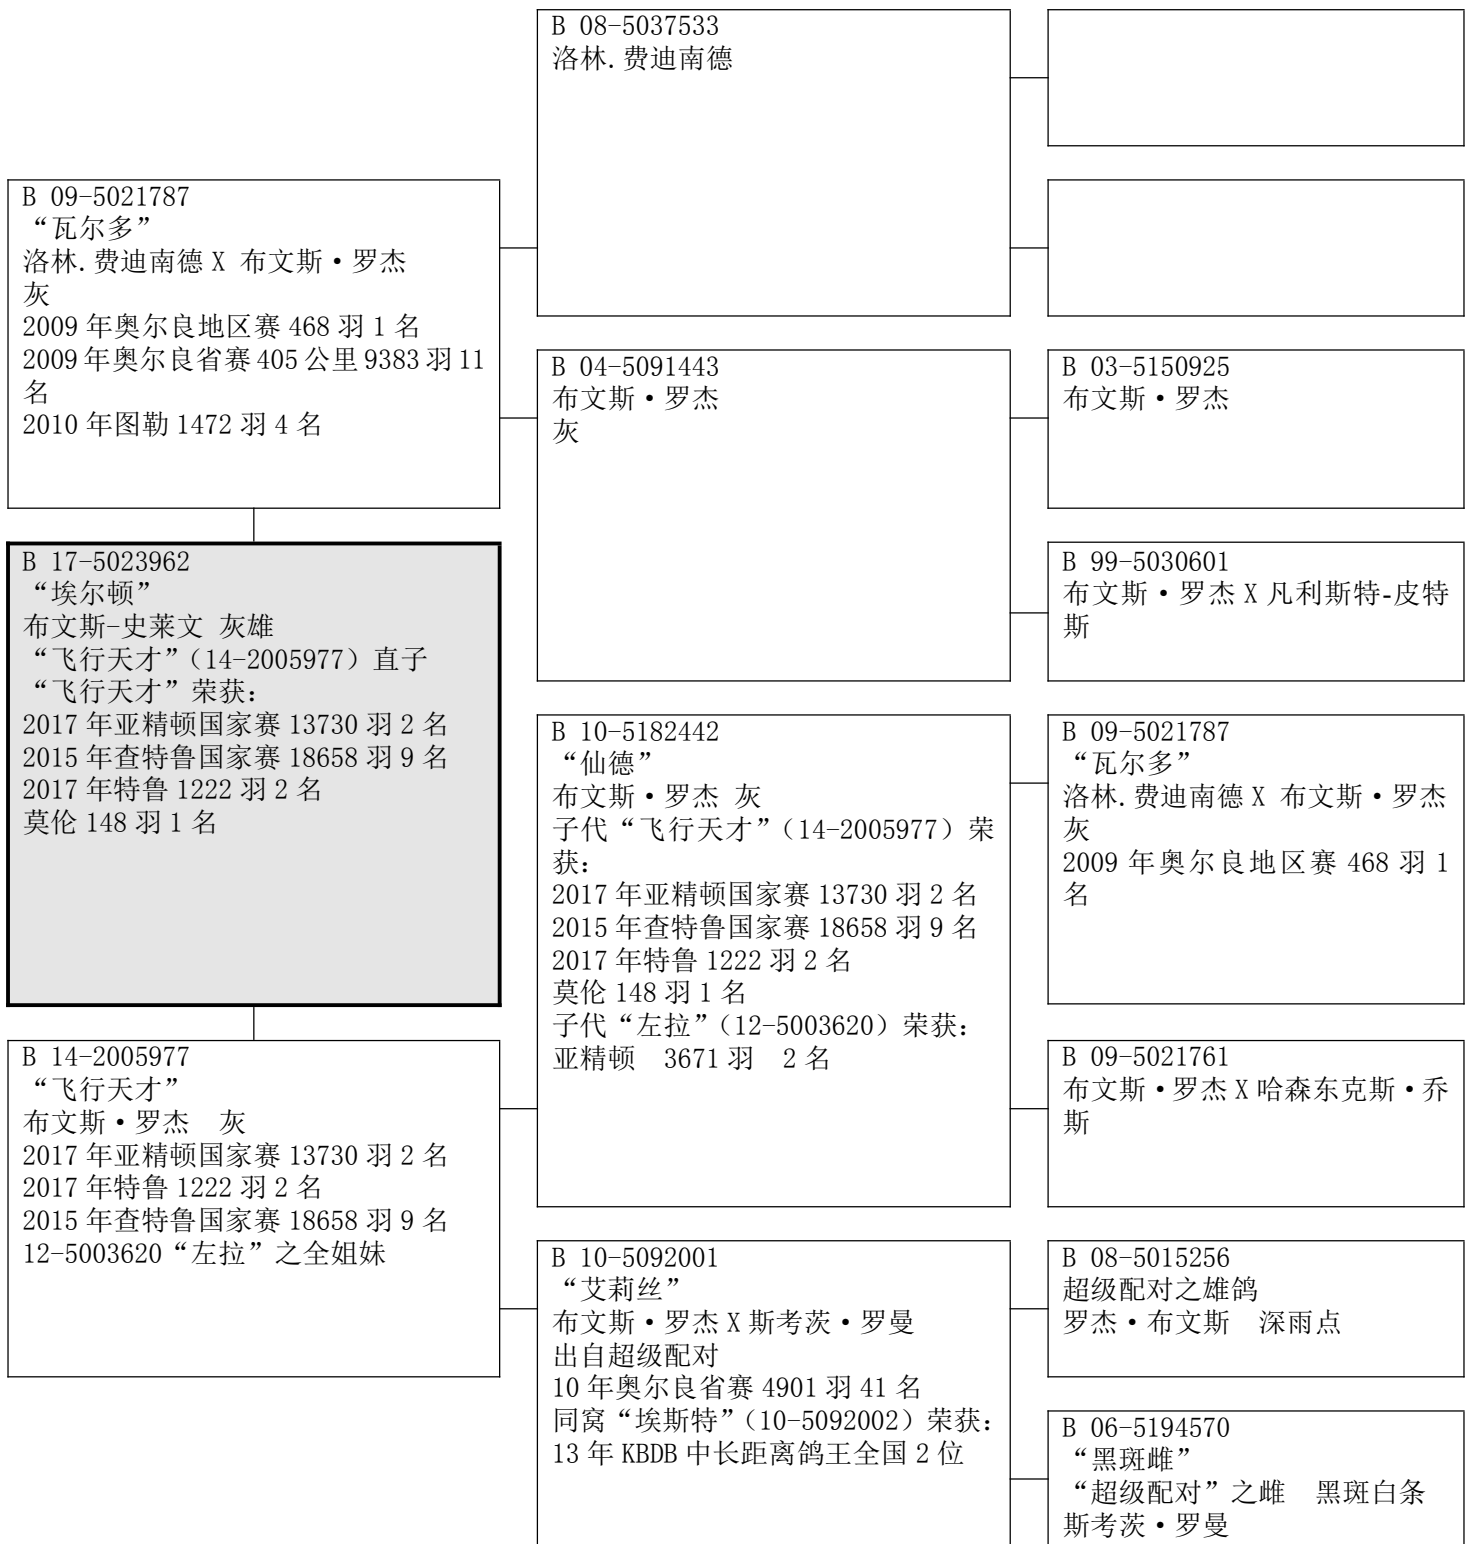 B 08-5037533
洛林.费迪南德
B 09-5021787
“瓦尔多”
洛林.费迪南德 X 布文斯·罗杰
灰
2009 年奥尔良地区赛 468 羽 1 名
2009 年奥尔良省赛 405 公里 9383 羽 11
名
2010 年图勒 1472 羽 4 名
B 04-5091443
布文斯·罗杰
灰
B 03-5150925
布文斯·罗杰
B 99-5030601
布文斯·罗杰 X 凡利斯特-皮特
斯
B 17-5023962
“埃尔顿”
布文斯-史莱文 灰雄
“飞行天才”（14-2005977）直子
“飞行天才”荣获：
2017 年亚精顿国家赛 13730 羽 2 名
2015 年查特鲁国家赛 18658 羽 9 名
2017 年特鲁 1222 羽 2 名
莫伦 148 羽 1 名
B 10-5182442
“仙德”
布文斯·罗杰 灰
子代“飞行天才”（14-2005977）荣
获：
2017 年亚精顿国家赛 13730 羽 2 名
2015 年查特鲁国家赛 18658 羽 9 名
2017 年特鲁 1222 羽 2 名
莫伦 148 羽 1 名
子代“左拉”（12-5003620）荣获：
亚精顿 3671 羽 2 名
B 09-5021787
“瓦尔多”
洛林.费迪南德 X 布文斯·罗杰
灰
2009 年奥尔良地区赛 468 羽 1
名
B 09-5021761
布文斯·罗杰 X 哈森东克斯·乔
斯
B 14-2005977
“飞行天才”
布文斯·罗杰 灰
2017 年亚精顿国家赛 13730 羽 2 名
2017 年特鲁 1222 羽 2 名
2015 年查特鲁国家赛 18658 羽 9 名
12-5003620“左拉”之全姐妹
B 10-5092001
“艾莉丝”
布文斯·罗杰 X 斯考茨·罗曼
出自超级配对
10 年奥尔良省赛 4901 羽 41 名
同窝“埃斯特”（10-5092002）荣获：
13 年 KBDB 中长距离鸽王全国 2 位
B 08-5015256
超级配对之雄鸽
罗杰·布文斯 深雨点
B 06-5194570
“黑斑雌”
“超级配对”之雌 黑斑白条
斯考茨·罗曼